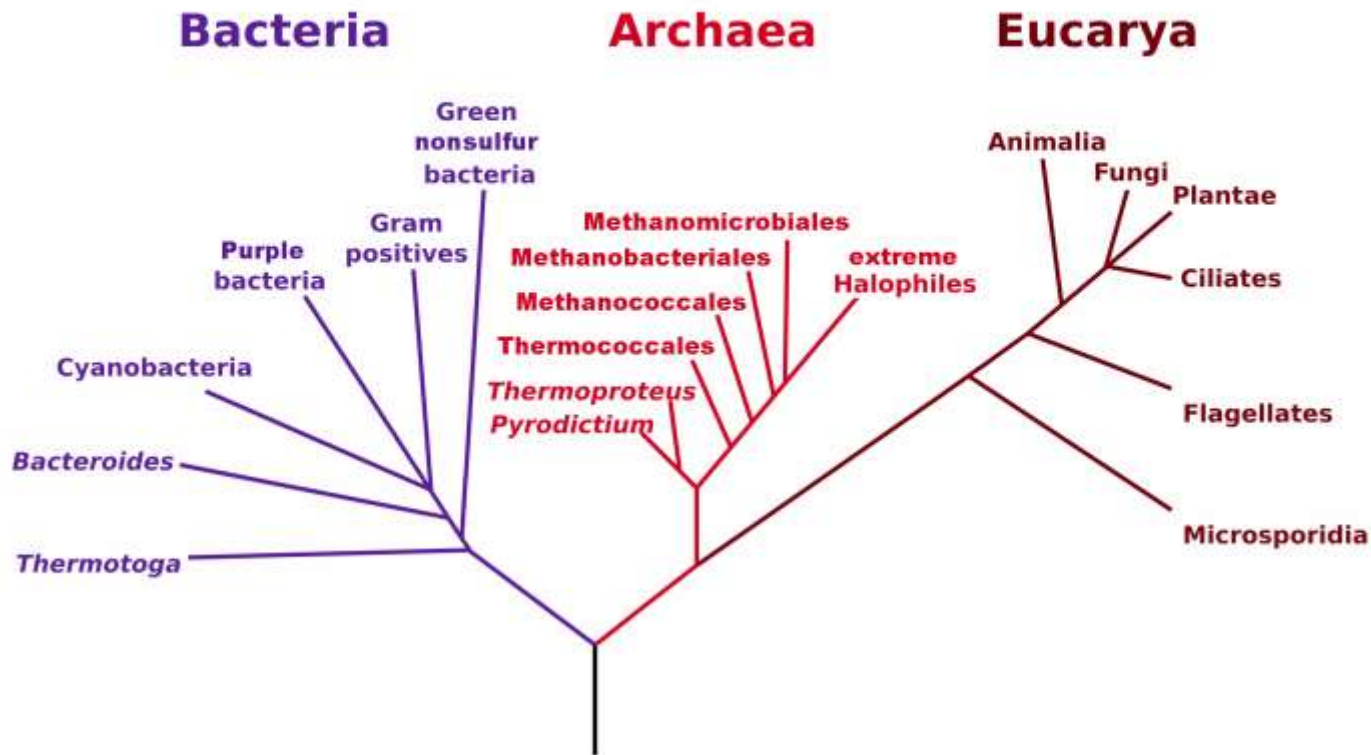 Bacteria
Archaea
Eucarya
Green
nonsulfur
bacteria
Gram
positives
Purple
bacteria
Cyanobacteria
Bacteroides
Thermotoga
Methanomicrobiales
Methanobacteriales
extreme
Halophiles
Methanococcales
Thermococcales
Thermoproteus
Pyrodictium
Animalia
Fungi
Plantae
Ciliates
Flagellates
Microsporidia